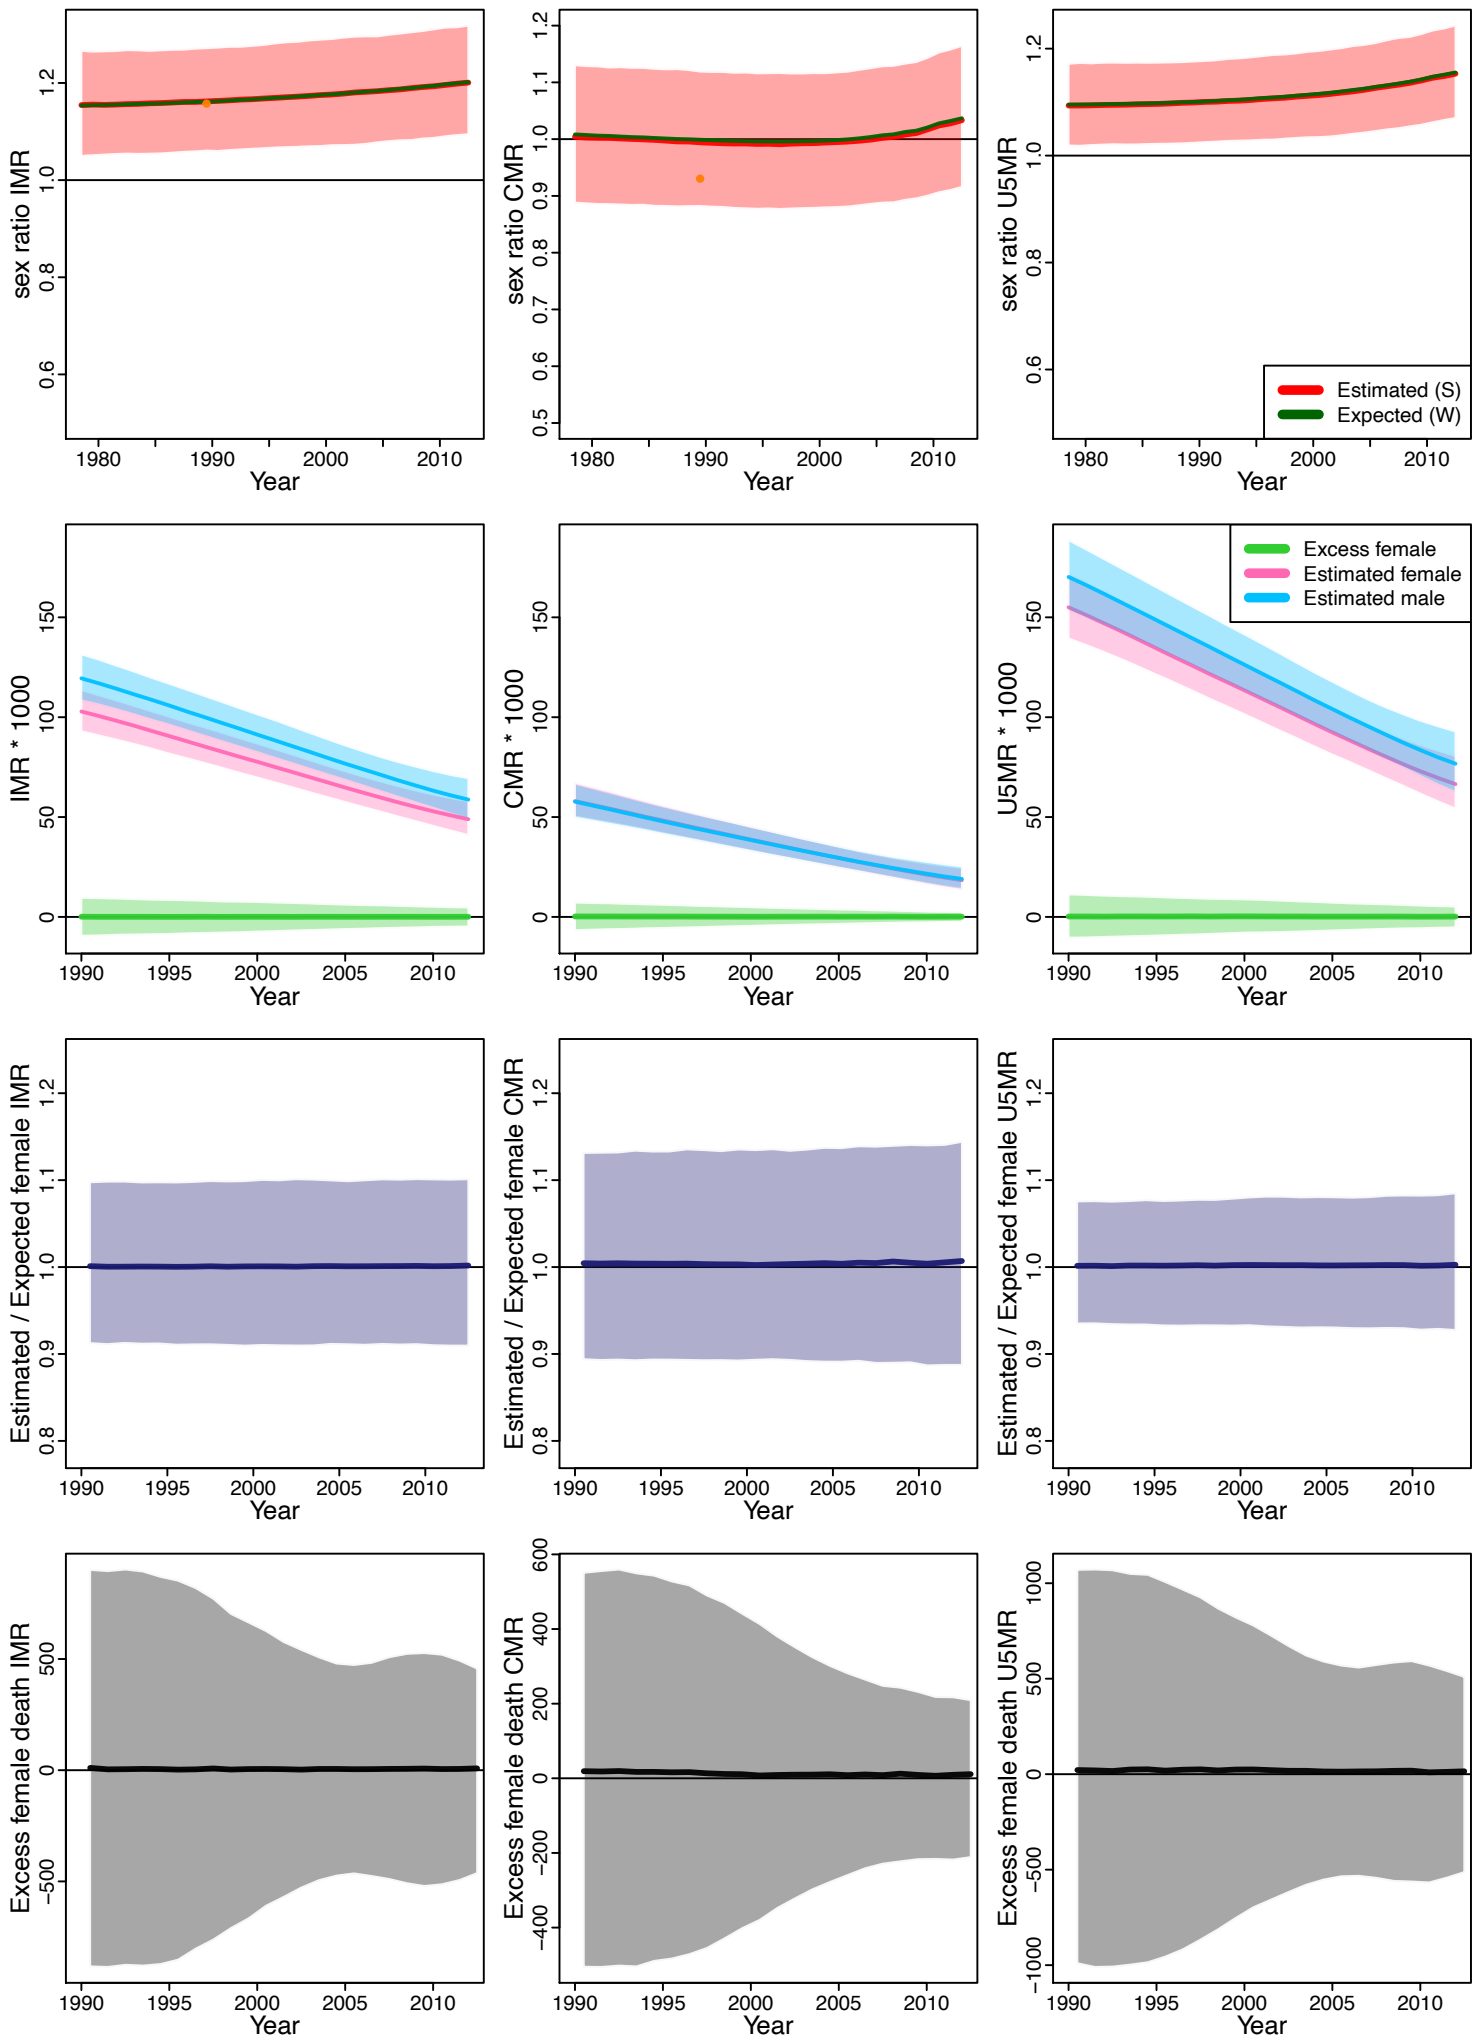 sex ratio IMR
0.6 0.8 1.0 1.2
1980 1990 2000 2010
Year
sex ratio CMR
0.5 0.6 0.7 0.8 0.9 1.0 1.1 1.2
1980 1990 2000 2010
Year
sex ratio U5MR
0.6 0.8 1.0 1.2
Estimated (S)
Expected (W)
1980 1990 2000 2010
Year
IMR * 1000
0 50 100 150
1990 1995 2000 2005 2010
Year
CMR * 1000
0 50 100 150
1990 1995 2000 2005 2010
Year
U5MR * 1000
0 50 100 150
Excess female
Estimated female
Estimated male
1990 1995 2000 2005 2010
Year
Estimated / Expected female IMR
0.8 0.9 1.0 1.1 1.2
1990 1995 2000 2005 2010
Year
Estimated / Expected female CMR
0.8 0.9 1.0 1.1 1.2
1990 1995 2000 2005 2010
Year
Estimated / Expected female U5MR
0.8 0.9 1.0 1.1 1.2
1990 1995 2000 2005 2010
Year
Excess female death IMR
−500 0 500
1990 1995 2000 2005 2010
Year
Excess female death CMR
−400 −200 0 200 400 600
1990 1995 2000 2005 2010
Year
Excess female death U5MR
−1000 −500 0 500 1000
1990 1995 2000 2005 2010
Year